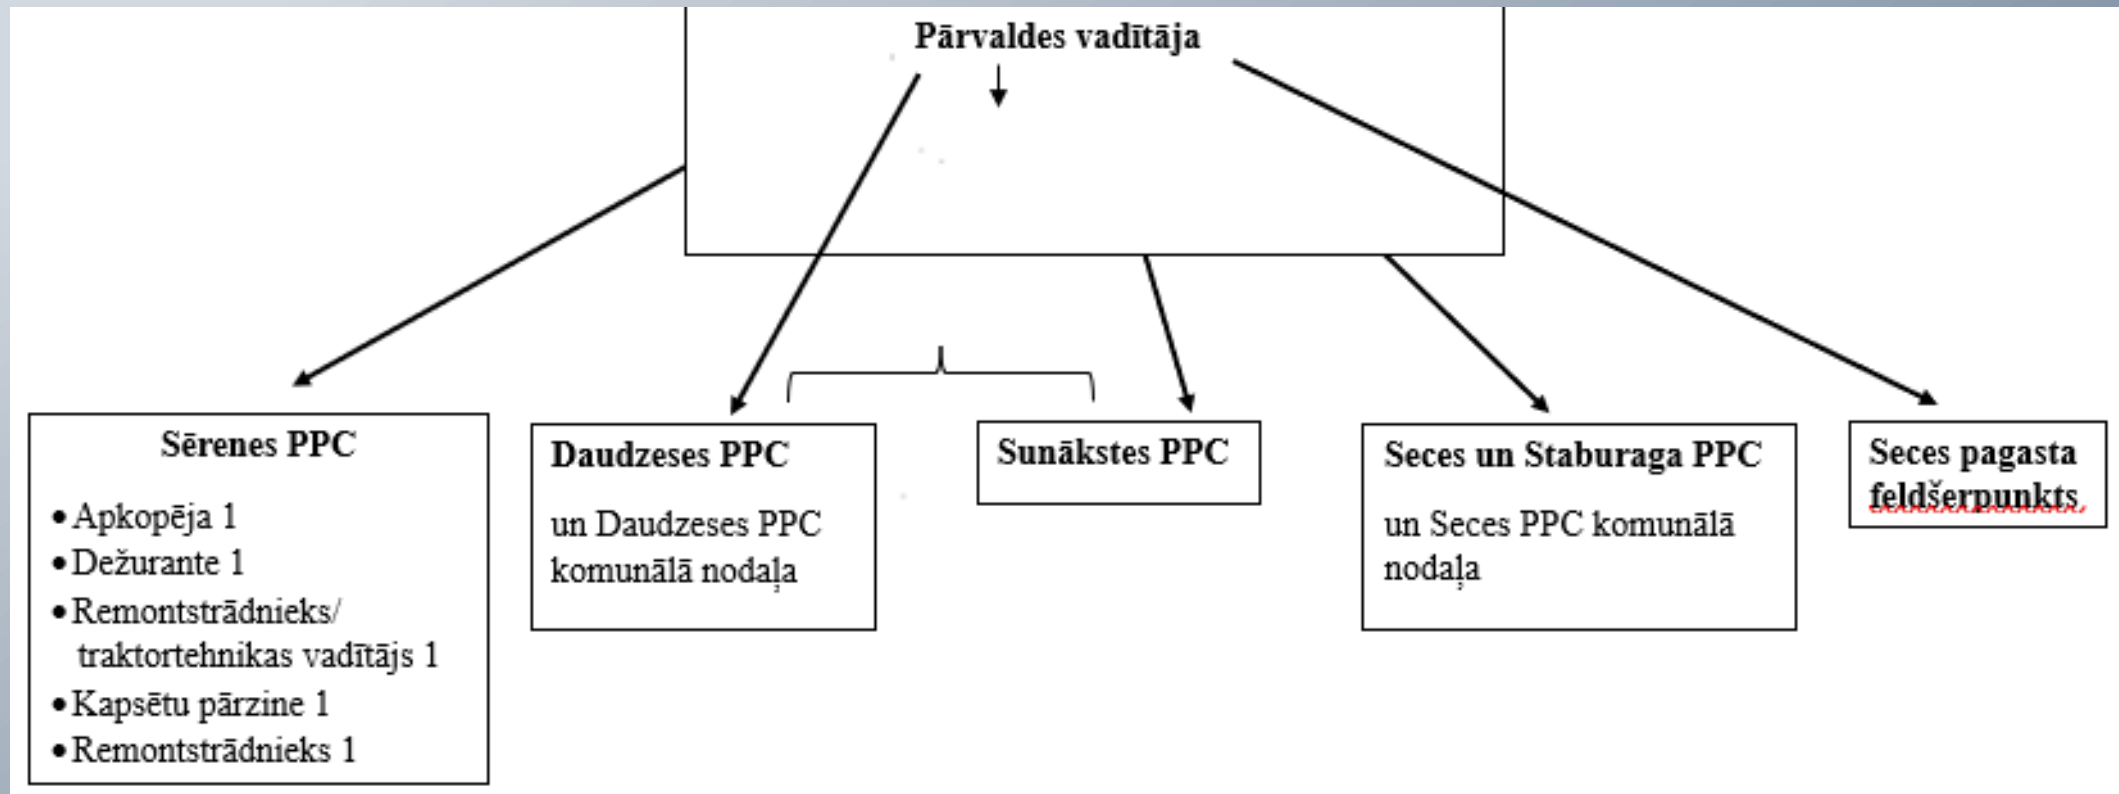 Pārvaldes vadītāja
Sērenes PPC
• Apkopēja 1
• Dežurante 1
• Remontstrādnieks/
traktortehnikas vadītājs 1
• Kapsētu pārzine 1
• Remontstrādnieks 1
Daudzeses PPC
un Daudzeses PPC
komunālā nodaļa
Sunākstes PPC
Seces un Staburaga PPC
un Seces PPC komunālā
nodaļa
Seces pagasta
feldšerpunkts